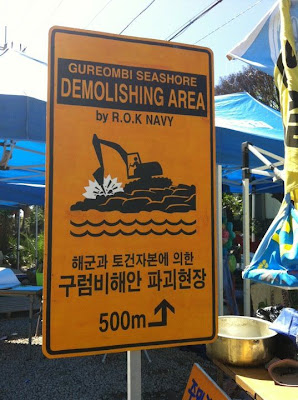 GUREOMBI SEASHORE
DEMOLISHING AREA
by R.O.K NAVY
해군과 토건자본에 의한
구럼비해안 파괴현장
500m